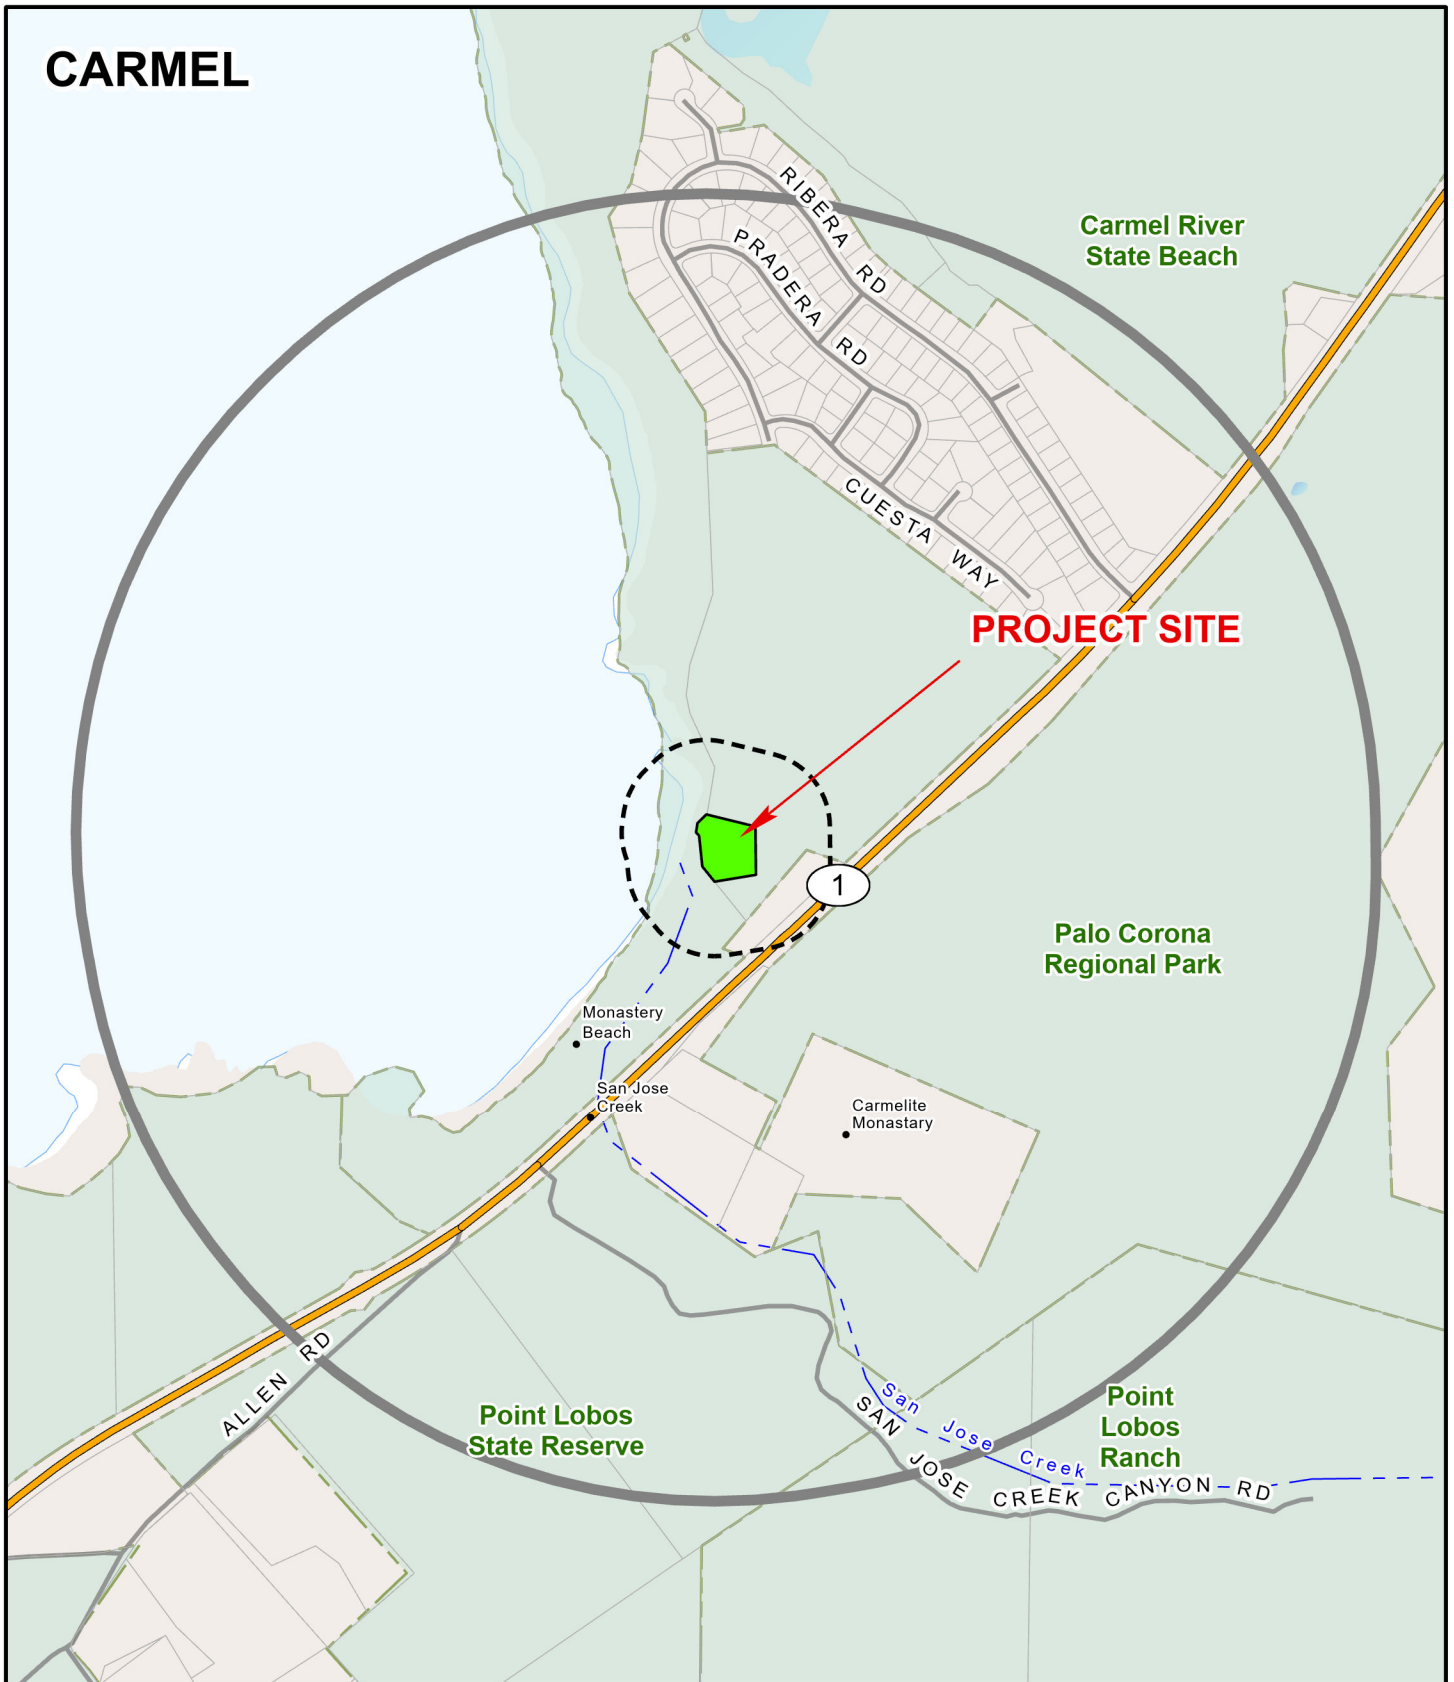 CARMEL
RIBERA RD
PRADERA RD
Carmel River
State Beach
CUESTA WAY
PROJECT SITE
1
Palo Corona
Regional Park
Monastery
Beach
San Jose
Creek
Carmelite
Monastary
ALLEN RD
Point Lobos
State Reserve
San Jose Creek
SAN JOSE CREEK CANYON RD
Point
Lobos
Ranch